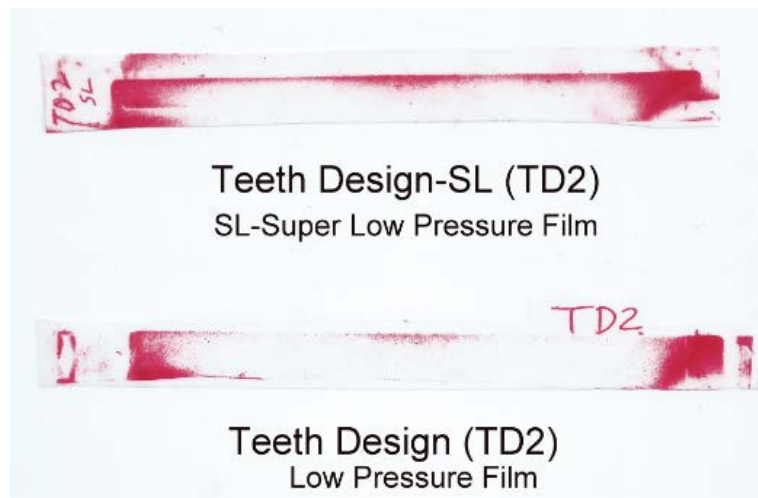 TD2
SL
Teeth Design-SL (TD2)
SL-Super Low Pressure Film
TD2
Teeth Design (TD2)
Low Pressure Film